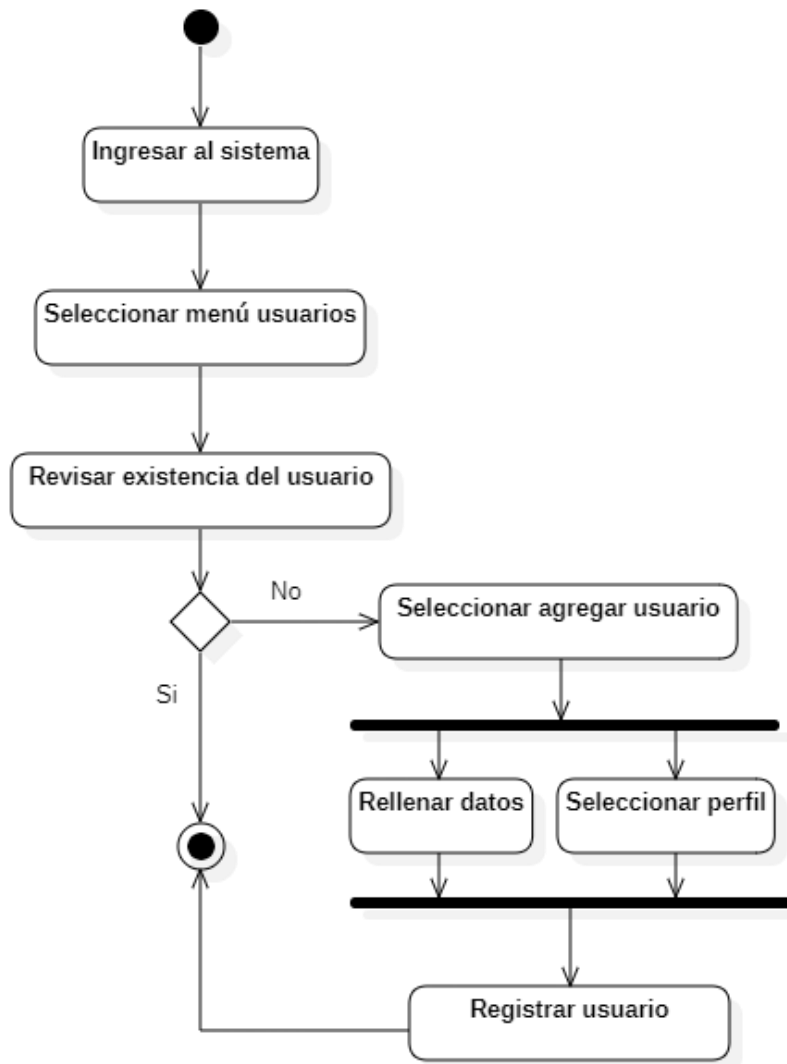 Ingresar al sistema
Seleccionar menú usuarios
Revisar existencia del usuario
No
Seleccionar agregar usuario
Si
Rellenar datos
Seleccionar perfil
Registrar usuario